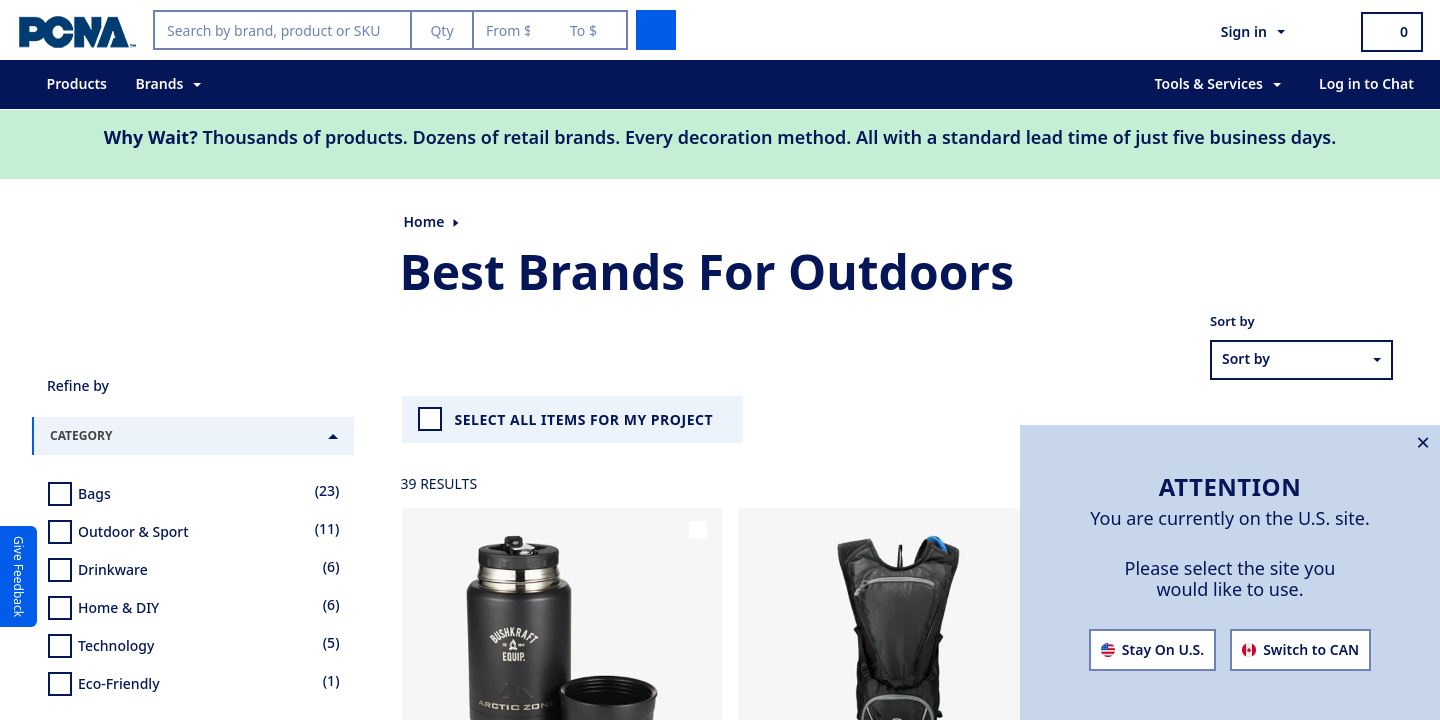 PCNA
Search by brand, product or SKU
Qty
From $
To $
Sign in
0
Products
Brands
Tools & Services
Log in to Chat
Why Wait? Thousands of products. Dozens of retail brands. Every decoration method. All with a standard lead time of just five business days.
Home
Best Brands For Outdoors
Sort by
Sort by
Refine by
CATEGORY
SELECT ALL ITEMS FOR MY PROJECT
39 RESULTS
Bags (23)
Outdoor & Sport (11)
Drinkware (6)
Home & DIY (6)
Technology (5)
Eco-Friendly (1)
Give Feedback
BUSHKRAFT
EQUIP.
ARCTIC ZONE
ATTENTION
You are currently on the U.S. site.
Please select the site you
would like to use.
Stay On U.S.
Switch to CAN